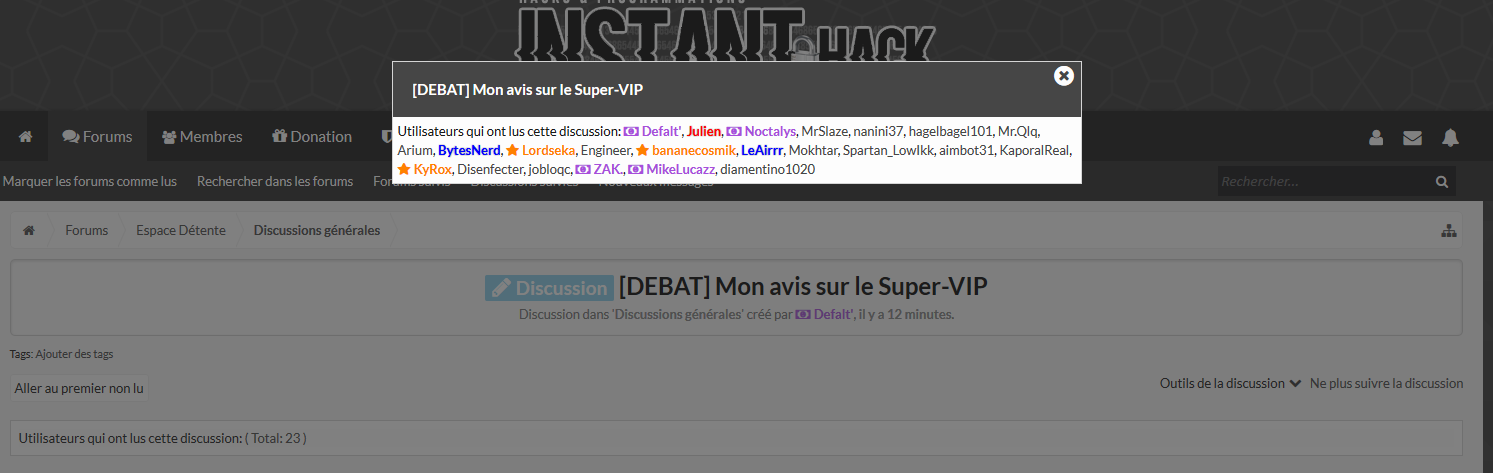 HACKS & PROGRAMMATIONS
INSTANT HACK
[DEBAT] Mon avis sur le Super-VIP
Utilisateurs qui ont lus cette discussion: Defalt', Julien, Noctalys, MrSlaze, nanini37, hagelbagel101, Mr.Qlq,
Arium, BytesNerd, Lordseka, Engineer, bananecosmik, LeAirrr, Mokhtar, Spartan_LowIkk, aimbot31, KaporalReal,
KyRox, Disenfecter, jobloqc, ZAK., MikeLucazz, diamentino1020
Forums Membres Donation
Marquer les forums comme lus Rechercher dans les forums Forums suivis Discussions suivies Nouveaux messages Rechercher...
Forums Espace Détente Discussions générales
Discussion [DEBAT] Mon avis sur le Super-VIP
Discussion dans 'Discussions générales' créé par Defalt', il y a 12 minutes.
Tags: Ajouter des tags
Aller au premier non lu Outils de la discussion Ne plus suivre la discussion
Utilisateurs qui ont lus cette discussion: ( Total: 23 )